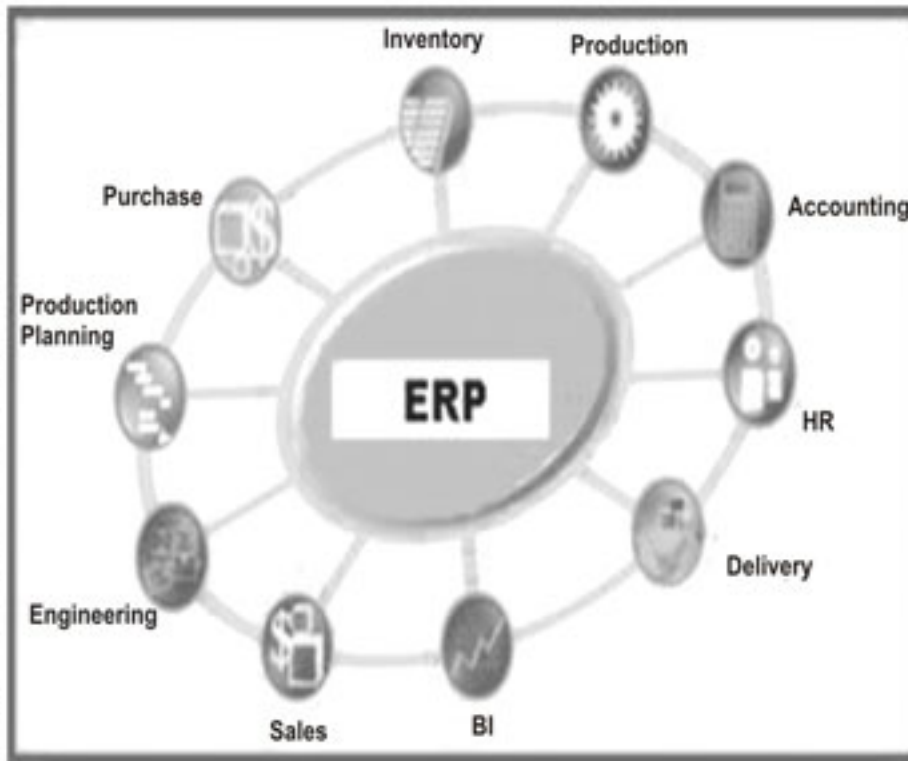 Inventory
Production
Accounting
Purchase
Production
Planning
ERP
HR
Delivery
Engineering
Sales
BI